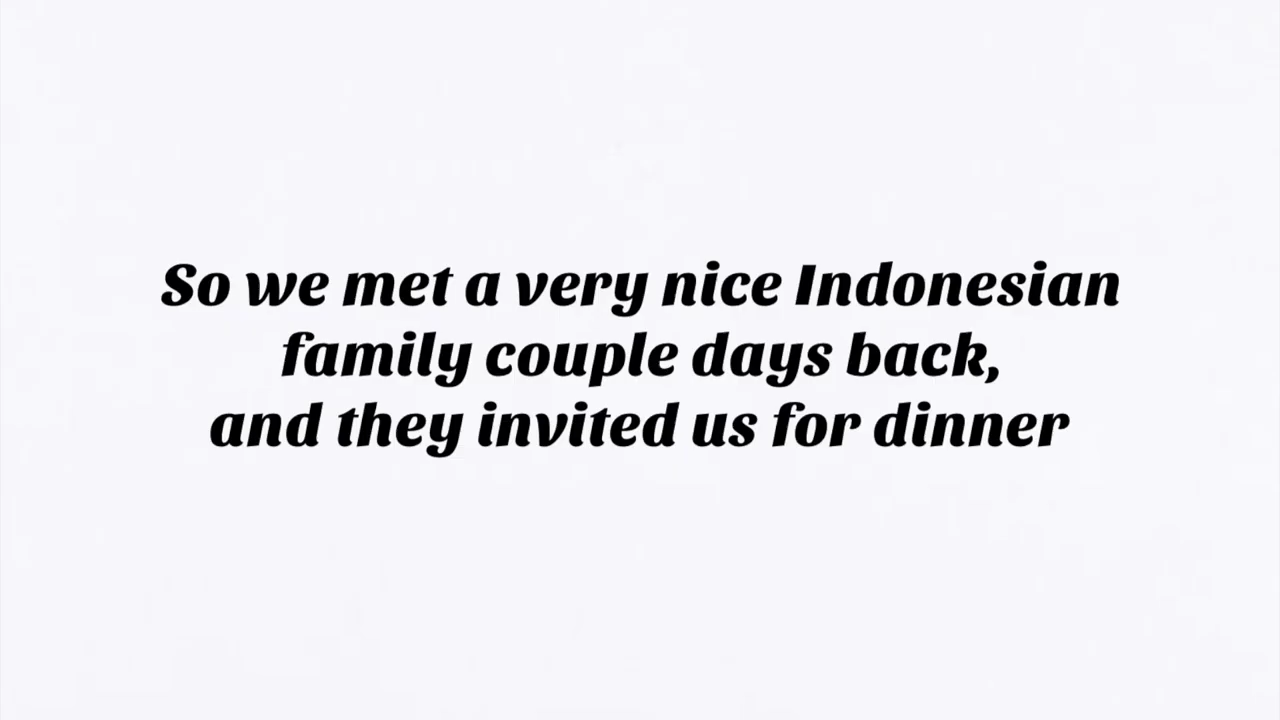 So we met a very nice Indonesian
family couple days back,
and they invited us for dinner